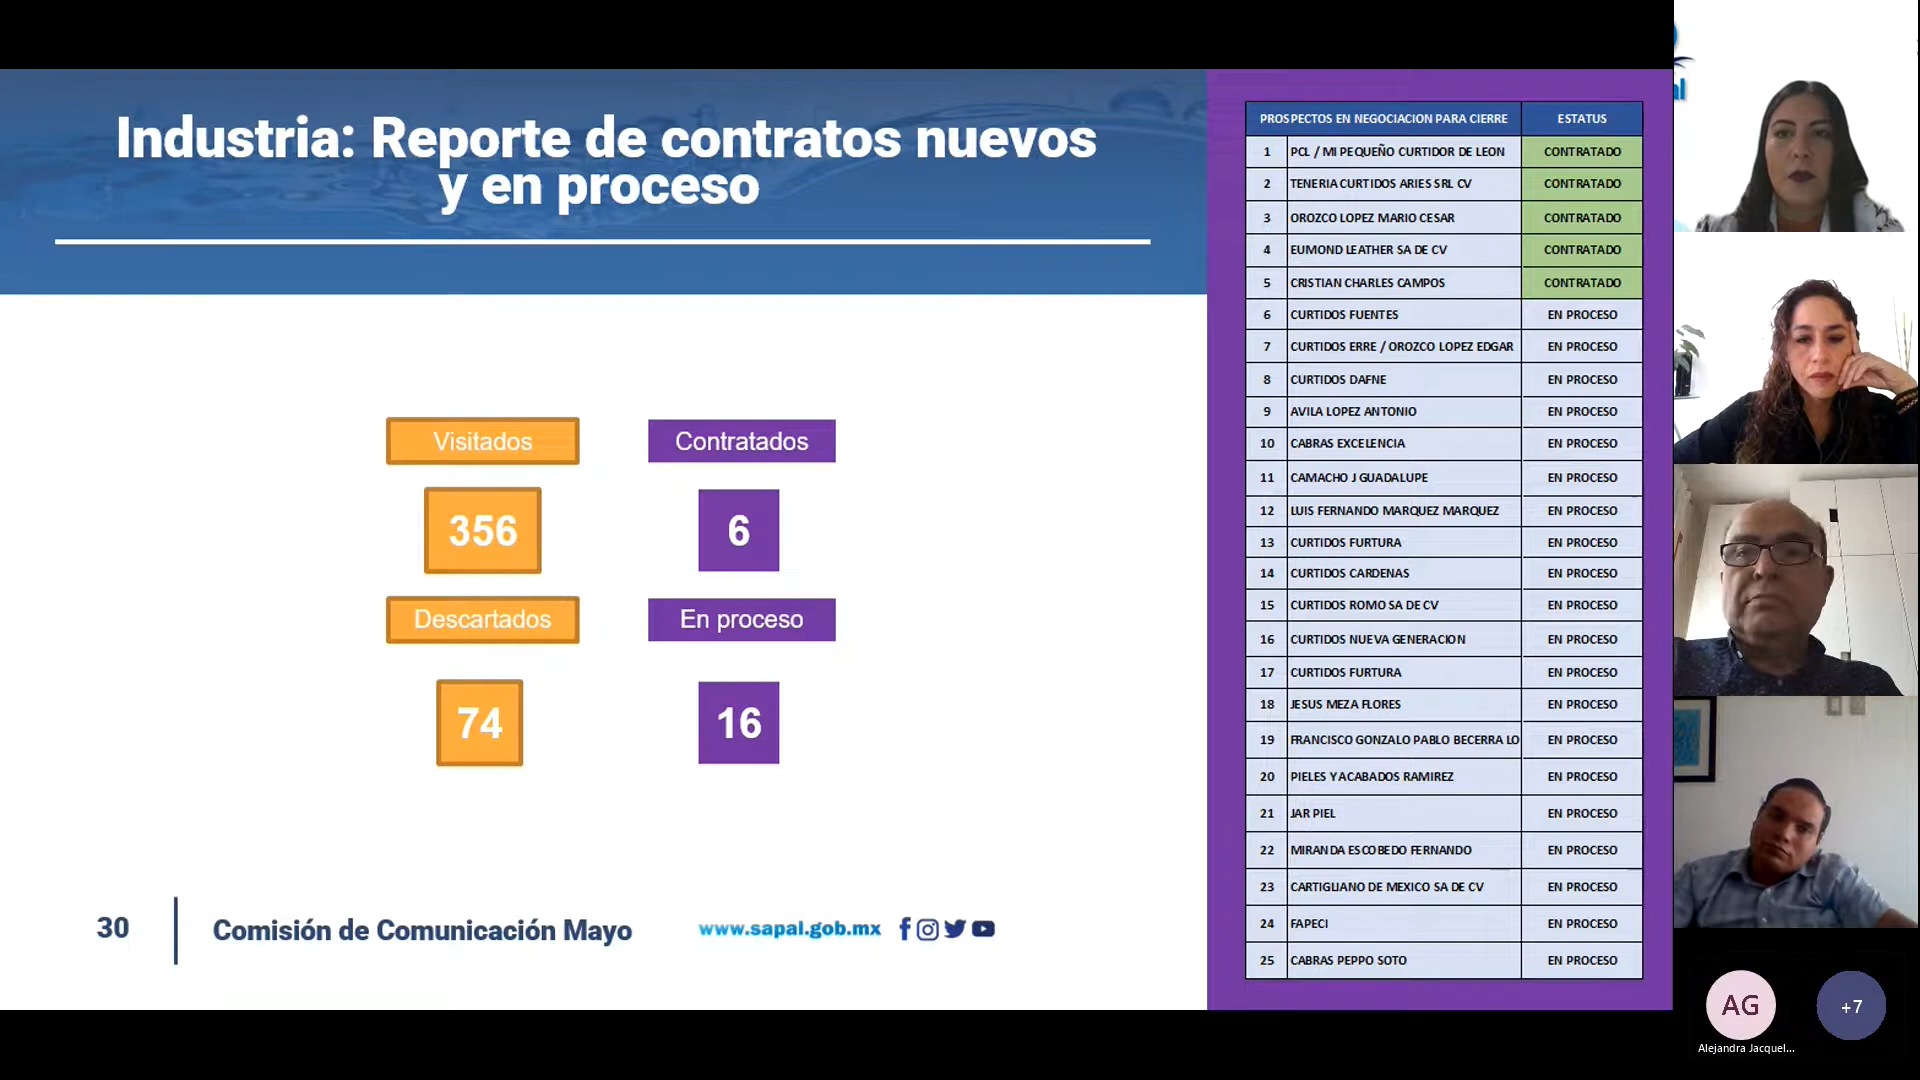 Industria: Reporte de contratos nuevos
y en proceso
Visitados
Contratados
356
6
Descartados
En proceso
74
16
30
Comisión de Comunicación Mayo
www.sapal.gob.mx
PROSPECTOS EN NEGOCIACION PARA CIERRE ESTATUS
1 PCL / MI PEQUEÑO CURTIDOR DE LEON CONTRATADO
2 TENERIA CURTIDOS ARIES SRL CV CONTRATADO
3 OROZCO LOPEZ MARIO CESAR CONTRATADO
4 EUMOND LEATHER SA DE CV CONTRATADO
5 CRISTIAN CHARLES CAMPOS CONTRATADO
6 CURTIDOS FUENTES EN PROCESO
7 CURTIDOS ERRE / OROZCO LOPEZ EDGAR EN PROCESO
8 CURTIDOS DAFNE EN PROCESO
9 AVILA LOPEZ ANTONIO EN PROCESO
10 CABRAS EXCELENCIA EN PROCESO
11 CAMACHO J GUADALUPE EN PROCESO
12 LUIS FERNANDO MARQUEZ MARQUEZ EN PROCESO
13 CURTIDOS FURTURA EN PROCESO
14 CURTIDOS CARDENAS EN PROCESO
15 CURTIDOS ROMO SA DE CV EN PROCESO
16 CURTIDOS NUEVA GENERACION EN PROCESO
17 CURTIDOS FURTURA EN PROCESO
18 JESUS MEZA FLORES EN PROCESO
19 FRANCISCO GONZALO PABLO BECERRA LO EN PROCESO
20 PIELES Y ACABADOS RAMIREZ EN PROCESO
21 JAR PIEL EN PROCESO
22 MIRANDA ESCOBEDO FERNANDO EN PROCESO
23 CARTIGLIANO DE MEXICO SA DE CV EN PROCESO
24 FAPECI EN PROCESO
25 CABRAS PEPPO SOTO EN PROCESO
AG
+7
Alejandra Jacquel...